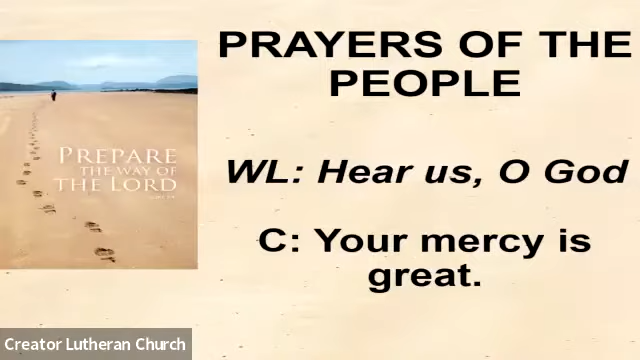 PRAYERS OF THE
PEOPLE
WL: Hear us, O God
C: Your mercy is
great.
PREPARE
THE WAY OF
THE LORD
Creator Lutheran Church